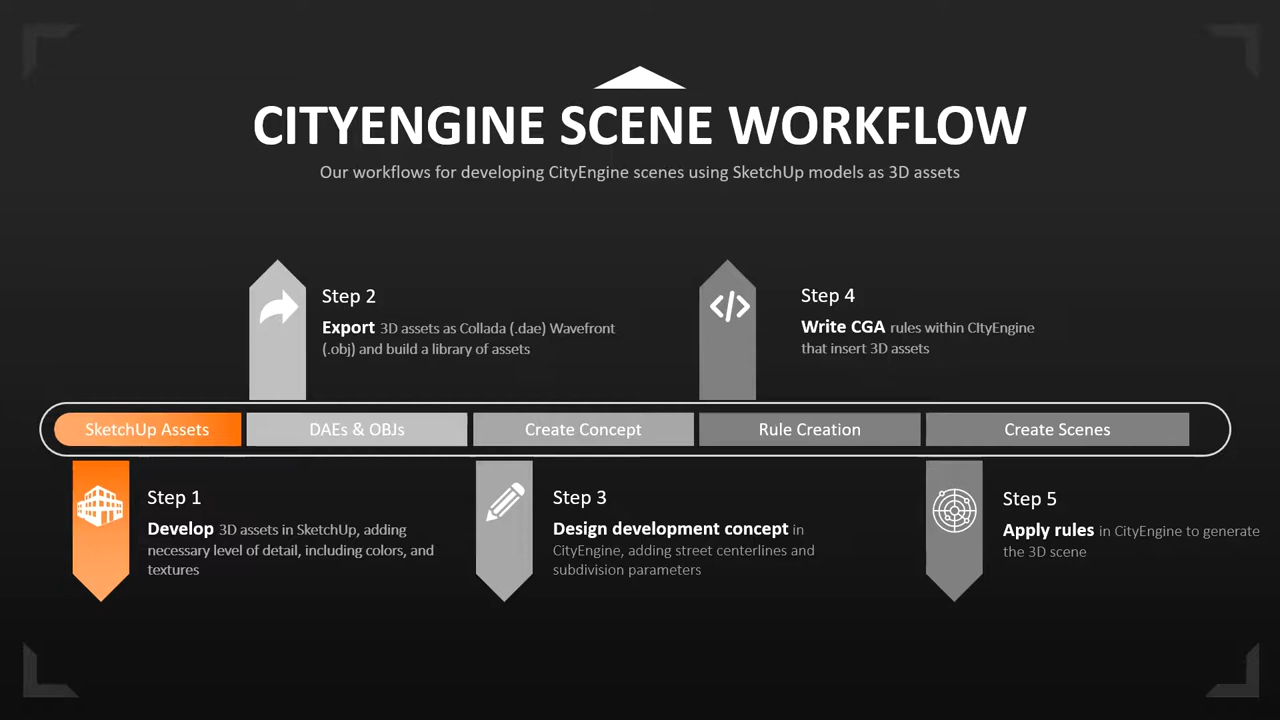 CITYENGINE SCENE WORKFLOW
Our workflows for developing CityEngine scenes using SketchUp models as 3D assets
Step 2
Export 3D assets as Collada (.dae) Wavefront
(.obj) and build a library of assets
Step 4
Write CGA rules within CItyEngine
that insert 3D assets
SketchUp Assets
DAEs & OBJs
Create Concept
Rule Creation
Create Scenes
Step 1
Develop 3D assets in SketchUp, adding
necessary level of detail, including colors, and
textures
Step 3
Design development concept in
CityEngine, adding street centerlines and
subdivision parameters
Step 5
Apply rules in CityEngine to generate
the 3D scene